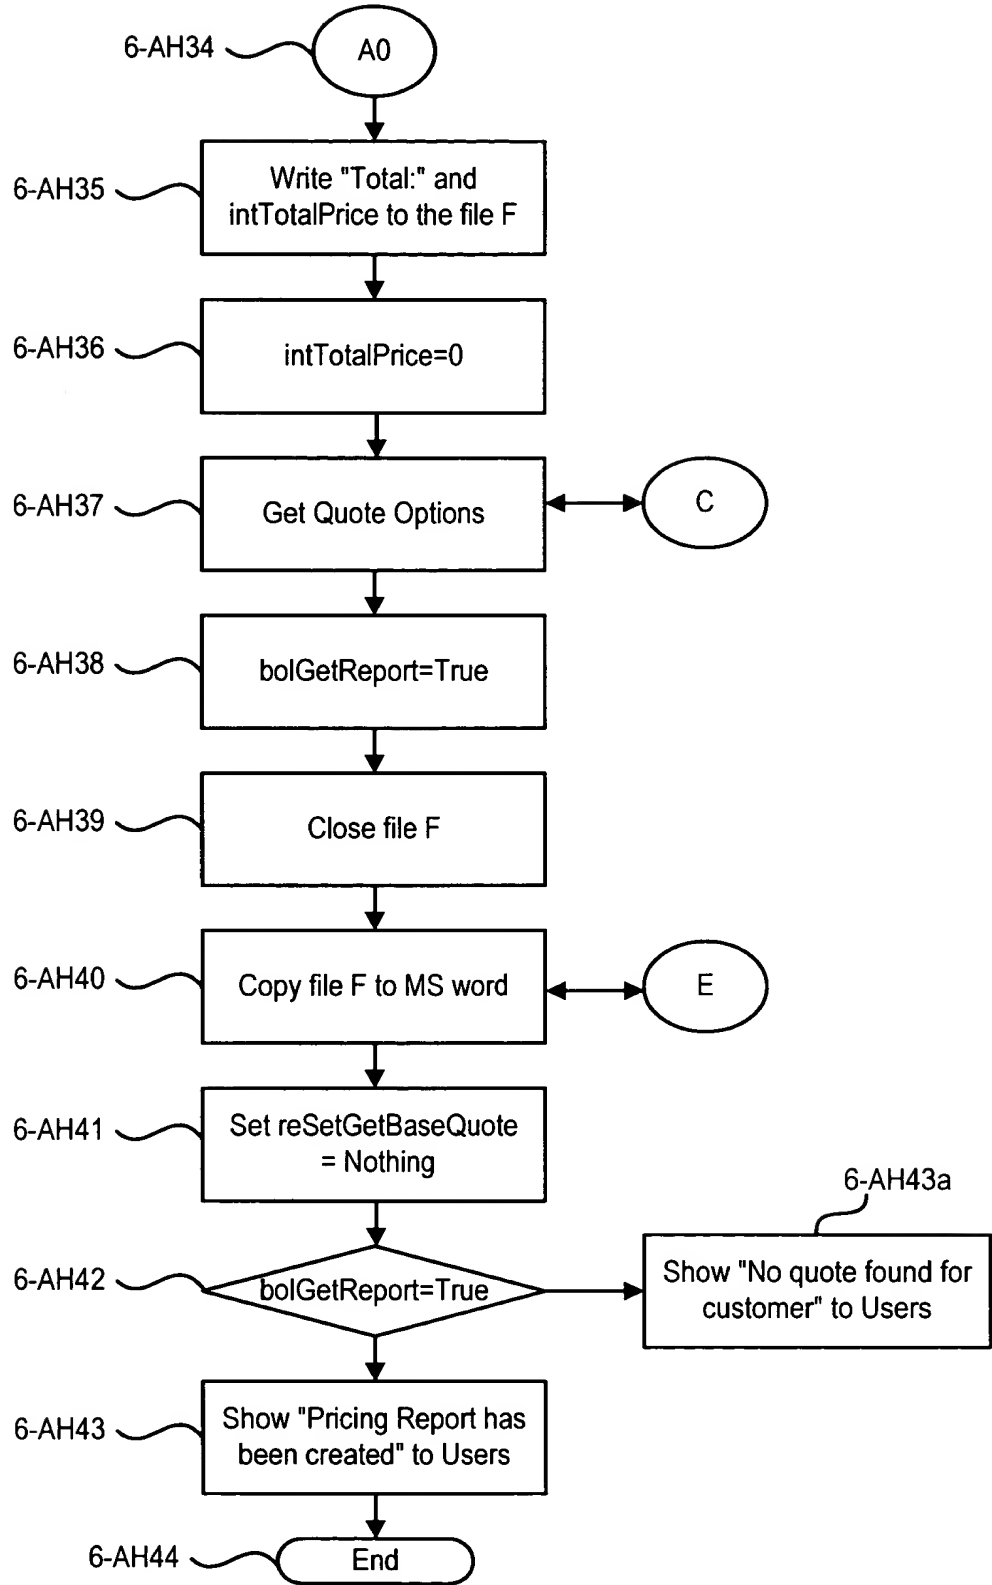 6-AH34
A0
6-AH35
Write "Total:" and
intTotalPrice to the file F
6-AH36
intTotalPrice=0
6-AH37
Get Quote Options
C
6-AH38
bolGetReport=True
6-AH39
Close file F
6-AH40
Copy file F to MS word
E
6-AH41
Set reSetGetBaseQuote
= Nothing
6-AH43a
6-AH42
bolGetReport=True
Show "No quote found for
customer" to Users
6-AH43
Show "Pricing Report has
been created" to Users
6-AH44
End